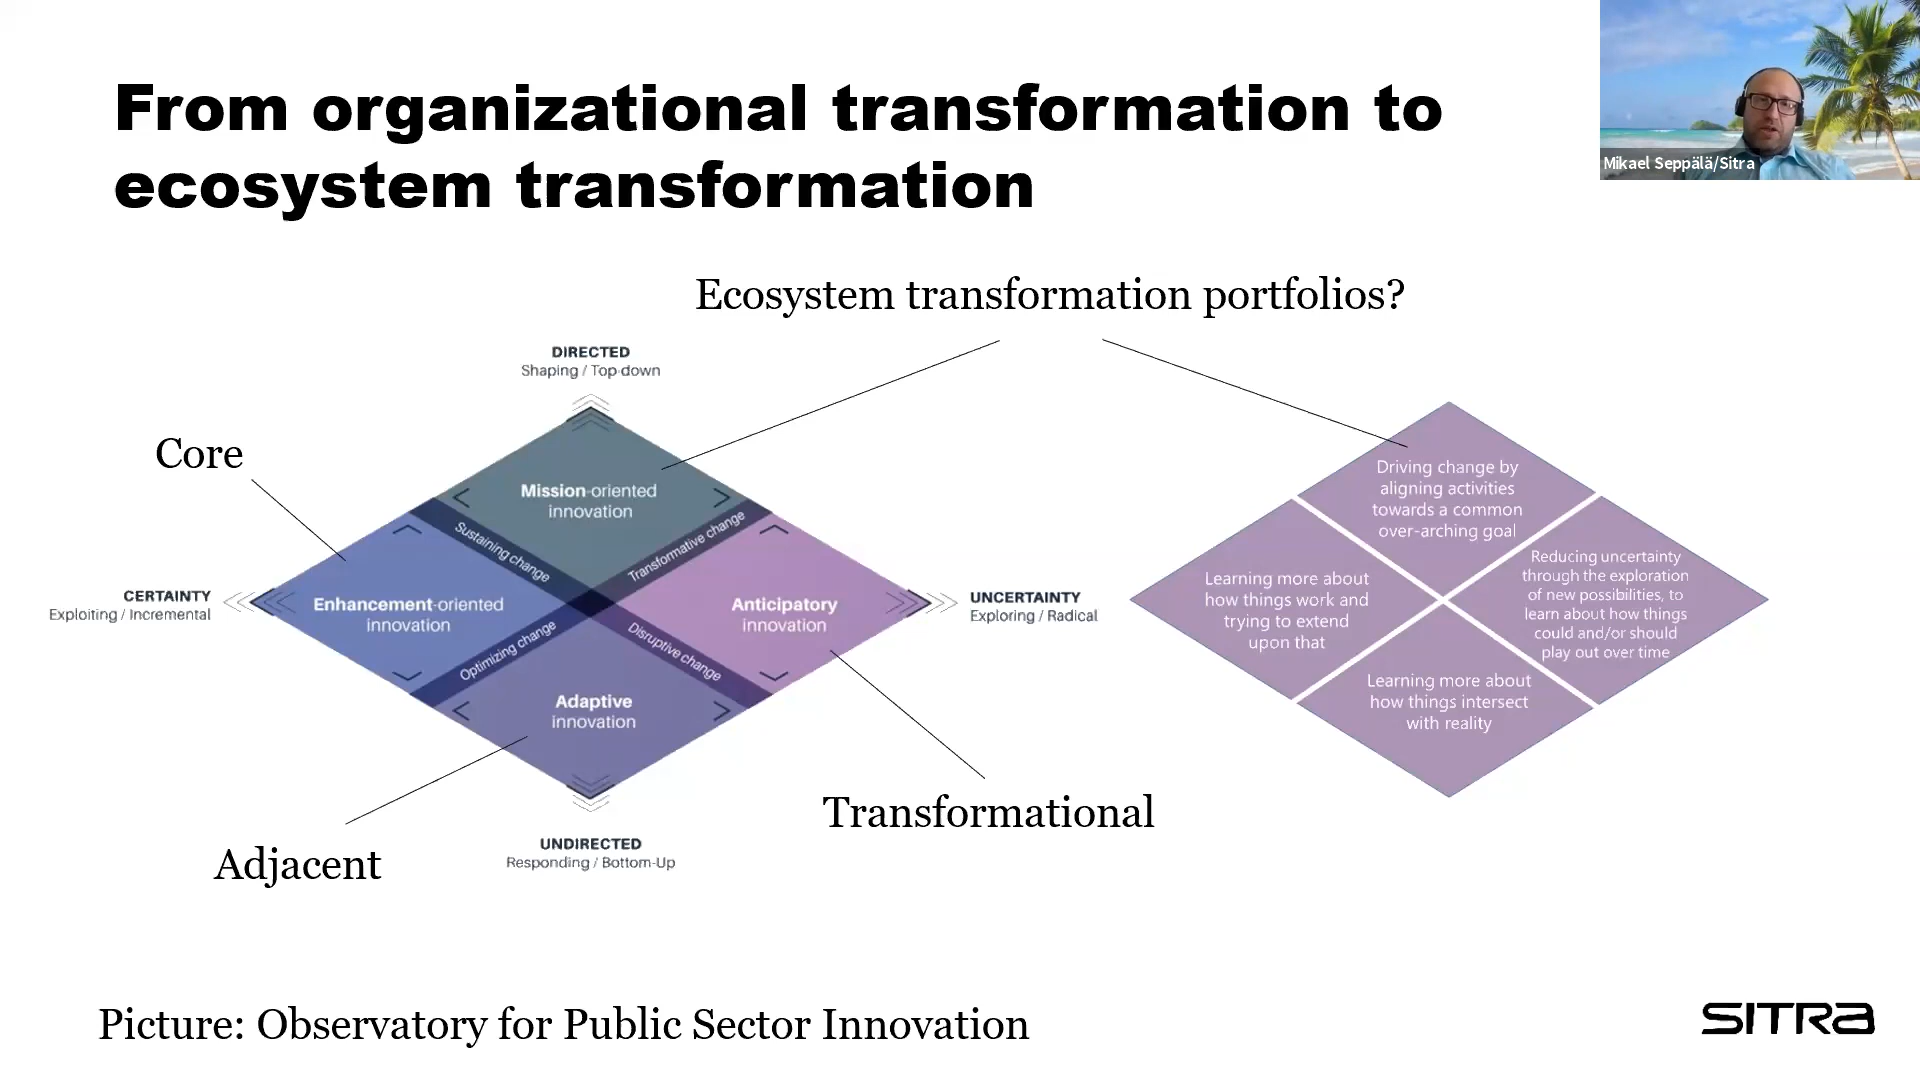 From organizational transformation to
ecosystem transformation
Mikael Seppälä/Sitra
Ecosystem transformation portfolios?
DIRECTED
Shaping / Top-down
Core
Mission-oriented
innovation
Sustaining change
Transformative change
CERTAINTY
Exploiting / Incremental
Enhancement-oriented
innovation
Anticipatory
innovation
UNCERTAINTY
Exploring / Radical
Optimizing change
Disruptive change
Adaptive
innovation
Adjacent
Transformational
UNDIRECTED
Responding / Bottom-Up
Driving change by
aligning activities
towards a common
over-arching goal
Learning more about
how things work and
trying to extend
upon that
Reducing uncertainty
through the exploration
of new possibilities, to
learn about how things
could and/or should
play out over time
Learning more about
how things intersect
with reality
Picture: Observatory for Public Sector Innovation
SITRA